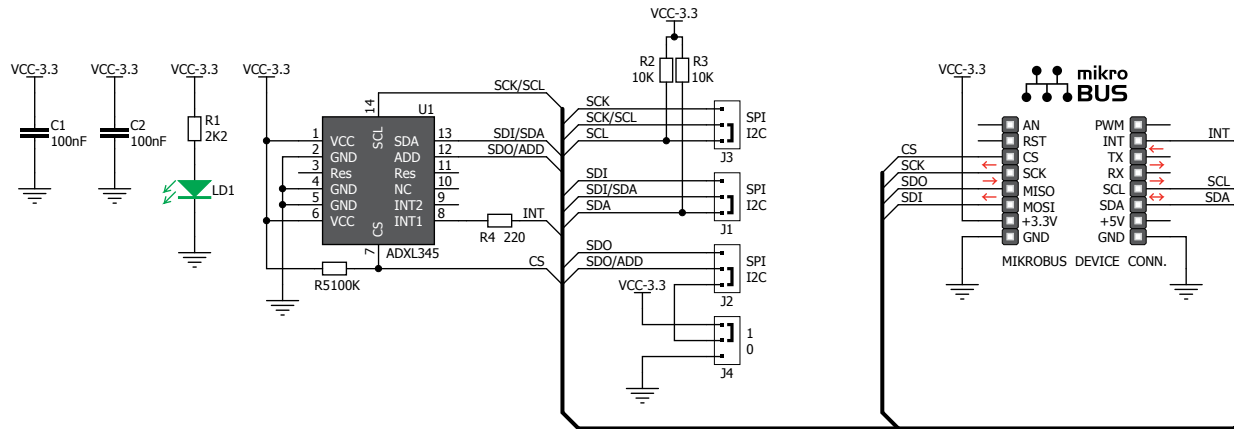 VCC-3.3
C1
100nF
VCC-3.3
C2
100nF
VCC-3.3
R1
2K2
LD1
VCC-3.3
SCK/SCL
14
U1
SCL
1 VCC SDA 13 SDI/SDA
2 GND ADD 12 SDO/ADD
3 Res Res 11
4 GND NC 10
5 GND INT2 9
6 VCC INT1 8 INT
R4 220
CS
7
ADXL345
R5100K
CS
VCC-3.3
R2 R3
10K 10K
SCK
SCK/SCL
SCL
SPI
I2C
J3
SDI
SDI/SDA
SDA
SPI
I2C
J1
SDO
SDO/ADD
SPI
I2C
J2
VCC-3.3
1
0
J4
VCC-3.3
mikro
BUS
AN PWM
RST INT INT
CS CS TX
SCK SCK RX
SDO MISO SCL SCL
SDI MOSI SDA SDA
+3.3V +5V
GND GND
MIKROBUS DEVICE CONN.